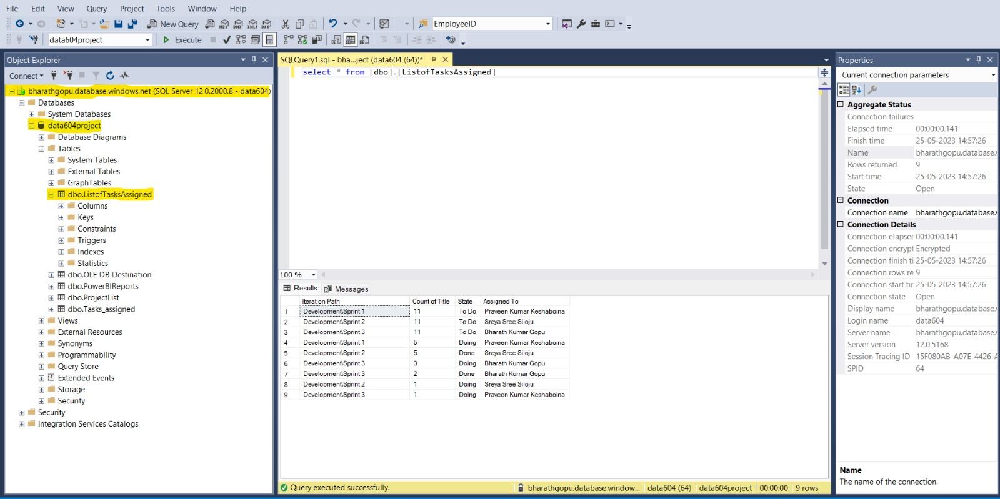 File Edit View Query Project Tools Window Help
New Query MDX DMX XMLA DAX EmployeeID
data604project Execute
Object Explorer
Connect
bharathgopu.database.windows.net (SQL Server 12.0.2000.8 - data604)
Databases
System Databases
data604project
Database Diagrams
Tables
System Tables
External Tables
GraphTables
dbo.ListofTasksAssigned
Columns
Keys
Constraints
Triggers
Indexes
Statistics
dbo.OLE DB Destination
dbo.PowerBIReports
dbo.ProjectList
dbo.Tasks_assigned
Views
External Resources
Synonyms
Programmability
Query Store
Extended Events
Storage
Security
Security
Integration Services Catalogs
SQLQuery1.sql - bha...ject (data604 (64))*
select * from [dbo].[ListofTasksAssigned]
100 %
Results Messages
Iteration Path Count of Title State Assigned To
1 Development\Sprint 1 11 To Do Praveen Kumar Keshaboina
2 Development\Sprint 2 11 To Do Sreya Sree Siloju
3 Development\Sprint 3 11 To Do Bharath Kumar Gopu
4 Development\Sprint 1 5 Doing Praveen Kumar Keshaboina
5 Development\Sprint 2 5 Done Sreya Sree Siloju
6 Development\Sprint 3 3 Doing Bharath Kumar Gopu
7 Development\Sprint 3 2 Done Bharath Kumar Gopu
8 Development\Sprint 2 1 Doing Sreya Sree Siloju
9 Development\Sprint 3 1 Doing Praveen Kumar Keshaboina
Query executed successfully. bharathgopu.database.window... data604 (64) data604project 00:00:00 9 rows
Properties
Current connection parameters
Aggregate Status
Connection failures
Elapsed time 00:00:00.141
Finish time 25-05-2023 14:57:26
Name bharathgopu.database.w
Rows returned 9
Start time 25-05-2023 14:57:26
State Open
Connection
Connection name bharathgopu.database.w
Connection Details
Connection elapsec 00:00:00.141
Connection encrypt Encrypted
Connection finish ti 25-05-2023 14:57:26
Connection rows re 9
Connection start tir 25-05-2023 14:57:26
Connection state Open
Display name bharathgopu.database.w
Login name data604
Server name bharathgopu.database.w
Server version 12.0.5168
Session Tracing ID 15F080AB-A07E-4426-A
SPID 64
Name
The name of the connection.